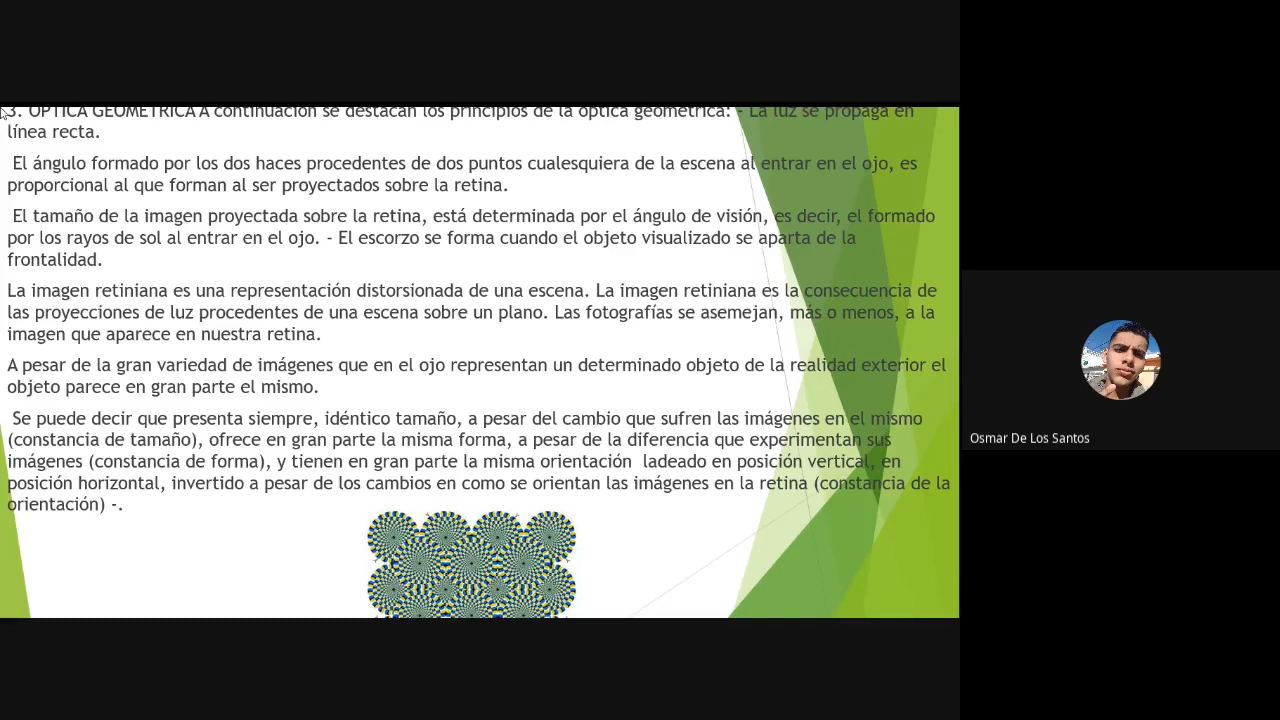 3. OPTICA GEOMETRICA A continuación se destacan los principios de la óptica geométrica: - La luz se propaga en
línea recta.
El ángulo formado por los dos haces procedentes de dos puntos cualesquiera de la escena al entrar en el ojo, es
proporcional al que forman al ser proyectados sobre la retina.
El tamaño de la imagen proyectada sobre la retina, está determinada por el ángulo de visión, es decir, el formado
por los rayos de sol al entrar en el ojo. - El escorzo se forma cuando el objeto visualizado se aparta de la
frontalidad.
La imagen retiniana es una representación distorsionada de una escena. La imagen retiniana es la consecuencia de
las proyecciones de luz procedentes de una escena sobre un plano. Las fotografías se asemejan, más o menos, a la
imagen que aparece en nuestra retina.
A pesar de la gran variedad de imágenes que en el ojo representan un determinado objeto de la realidad exterior el
objeto parece en gran parte el mismo.
Se puede decir que presenta siempre, idéntico tamaño, a pesar del cambio que sufren las imágenes en el mismo
(constancia de tamaño), ofrece en gran parte la misma forma, a pesar de la diferencia que experimentan sus
imágenes (constancia de forma), y tienen en gran parte la misma orientación ladeado en posición vertical, en
posición horizontal, invertido a pesar de los cambios en como se orientan las imágenes en la retina (constancia de la
orientación) -.
Osmar De Los Santos